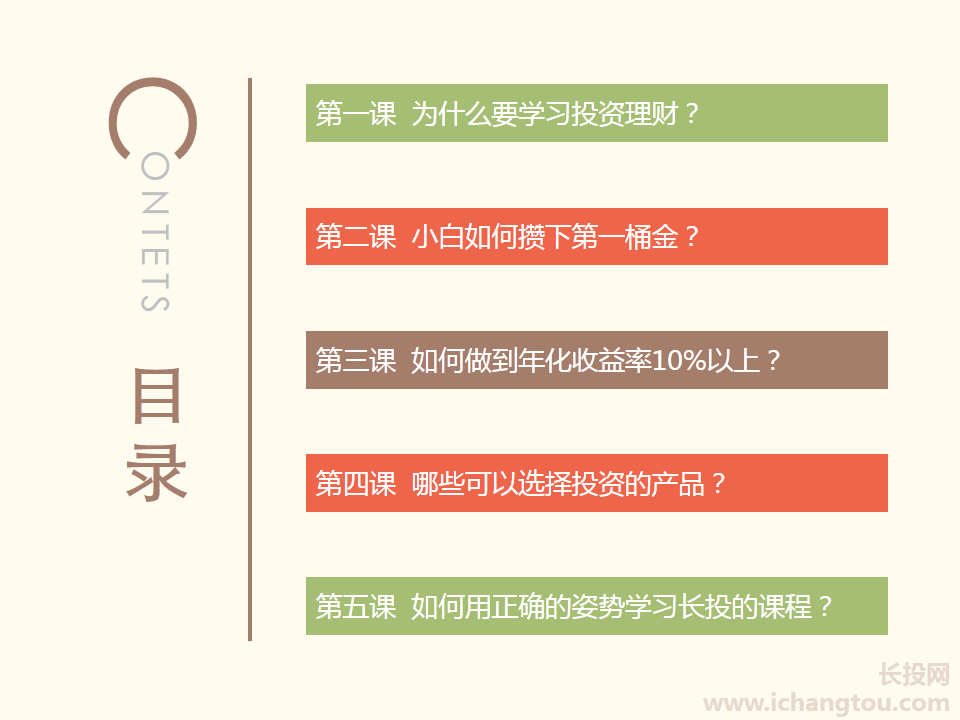 CONTETS
目录
第一课 为什么要学习投资理财？
第二课 小白如何攒下第一桶金？
第三课 如何做到年化收益率10%以上？
第四课 哪些可以选择投资的产品？
第五课 如何用正确的姿势学习长投的课程？
长投网
www.ichangtou.com